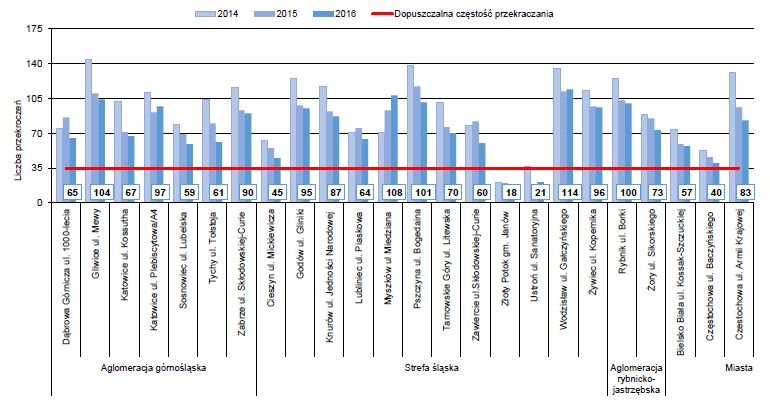 2014 2015 2016 Dopuszczalna częstość przekraczania
Liczba przekroczeń
175
140
105
70
35
0
65 104 67 97 59 61 90 45 95 87 64 108 101 70 60 18 21 114 96 100 73 57 40 83
Dąbrowa Górnicza ul. 1000-lecia
Gliwice ul. Mewy
Katowice ul. Kossutha
Katowice ul. Plebiscytowa/A4
Sosnowiec ul. Lubelska
Tychy ul. Tołstoja
Zabrze ul. Skłodowskiej-Curie
Cieszyn ul. Mickiewicza
Godów ul. Gliniki
Knurów ul. Jedności Narodowej
Lubliniec ul. Piaskowa
Myszków ul Miedziana
Pszczyna ul. Bogedaina
Tarnowskie Góry ul. Litewska
Zawiercie ul.Skłodowskiej-Curie
Złoty Potok gm. Janów
Ustroń ul. Sanatoryjna
Wodzisław ul. Gałczyńskiego
Żywiec ul. Kopernika
Rybnik ul. Borki
Żory ul. Sikorskiego
Bielsko Biała ul. Kossak-Szczuckiej
Częstochowa ul. Baczyńskiego
Czestochowa ul. Armii Krajowej
Aglomeracja górnośląska
Strefa śląska
Aglomeracja
rybnicko-
jastrzębska
Miasta